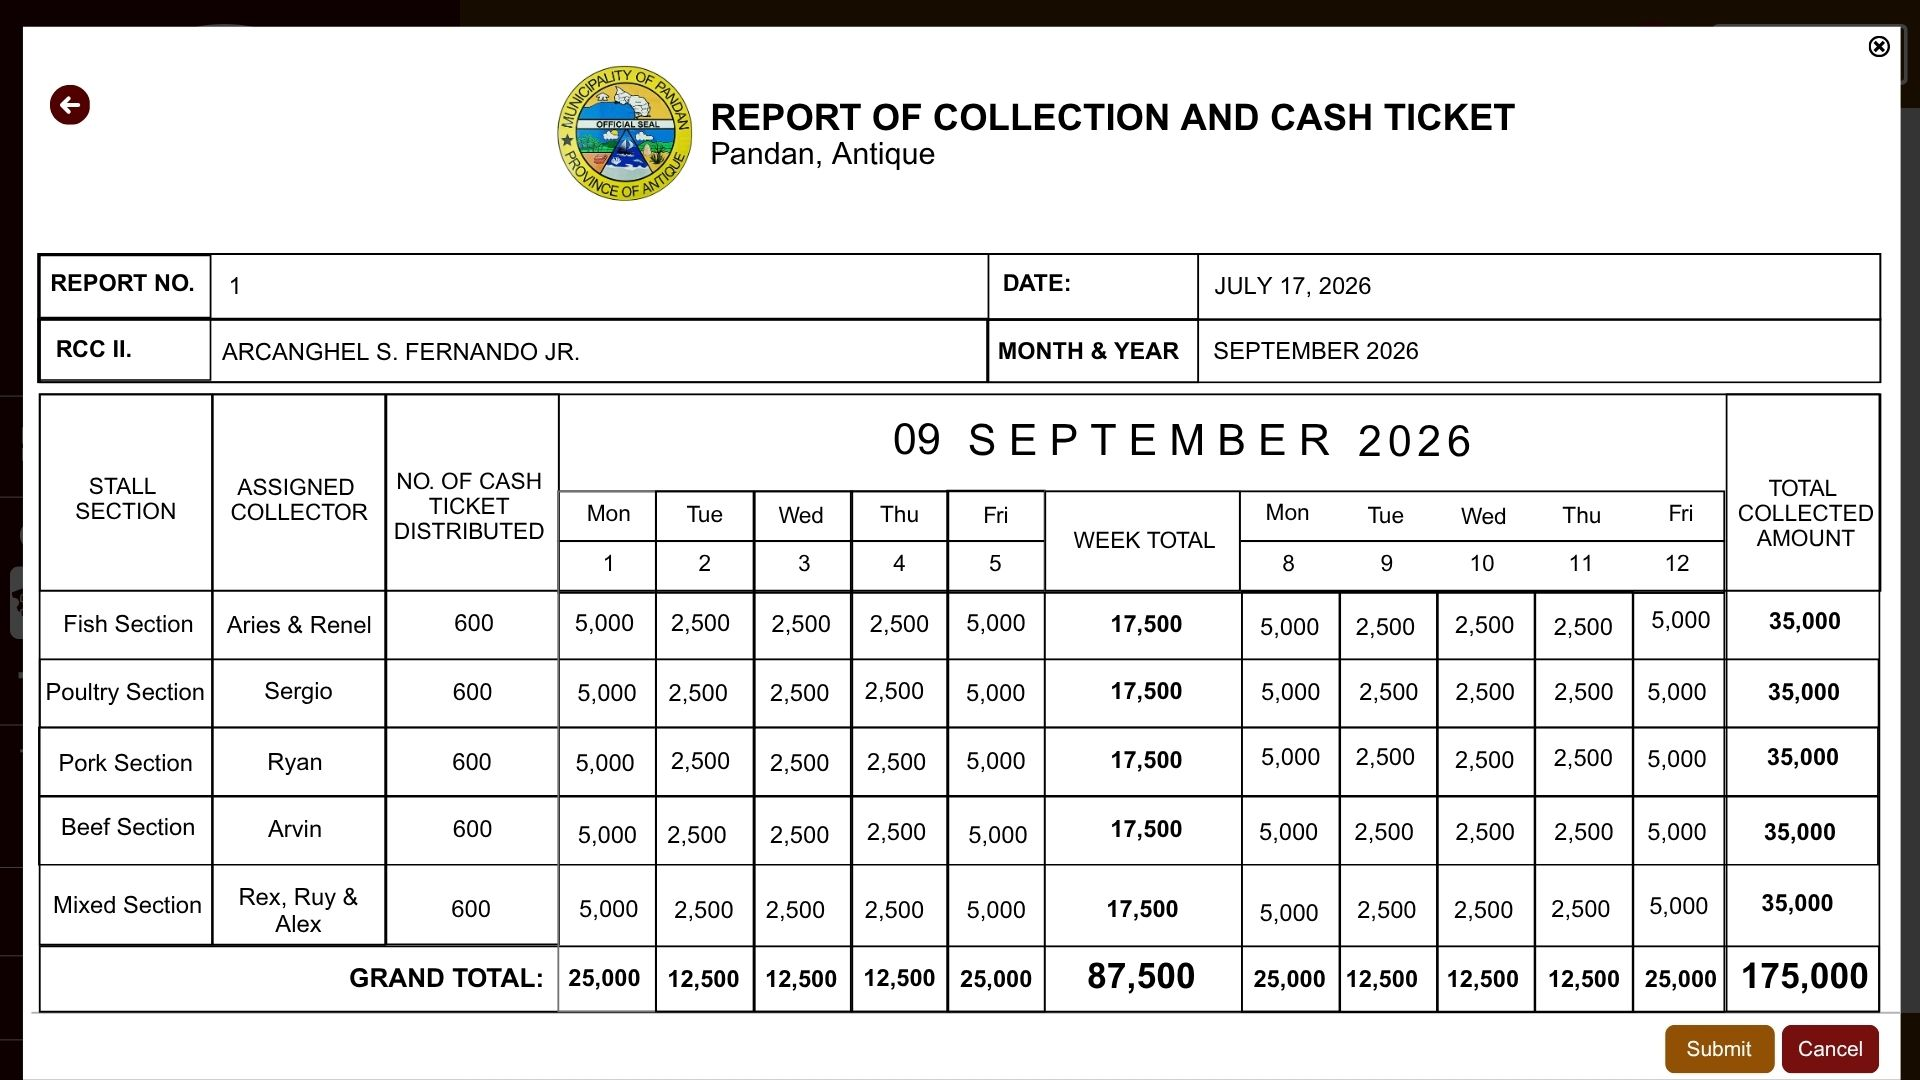 MUNICIPALITY OF PANDAN
OFFICIAL SEAL
PROVINCE OF ANTIQUE
REPORT OF COLLECTION AND CASH TICKET
Pandan, Antique
REPORT NO. 1 DATE: JULY 17, 2026
RCC II. ARCANGHEL S. FERNANDO JR. MONTH & YEAR SEPTEMBER 2026
STALL SECTION ASSIGNED COLLECTOR NO. OF CASH TICKET DISTRIBUTED 09 SEPTEMBER 2026 TOTAL COLLECTED AMOUNT
Mon Tue Wed Thu Fri WEEK TOTAL Mon Tue Wed Thu Fri
1 2 3 4 5 8 9 10 11 12
Fish Section Aries & Renel 600 5,000 2,500 2,500 2,500 5,000 17,500 5,000 2,500 2,500 2,500 5,000 35,000
Poultry Section Sergio 600 5,000 2,500 2,500 2,500 5,000 17,500 5,000 2,500 2,500 2,500 5,000 35,000
Pork Section Ryan 600 5,000 2,500 2,500 2,500 5,000 17,500 5,000 2,500 2,500 2,500 5,000 35,000
Beef Section Arvin 600 5,000 2,500 2,500 2,500 5,000 17,500 5,000 2,500 2,500 2,500 5,000 35,000
Mixed Section Rex, Ruy & Alex 600 5,000 2,500 2,500 2,500 5,000 17,500 5,000 2,500 2,500 2,500 5,000 35,000
GRAND TOTAL: 25,000 12,500 12,500 12,500 25,000 87,500 25,000 12,500 12,500 12,500 25,000 175,000
Submit Cancel